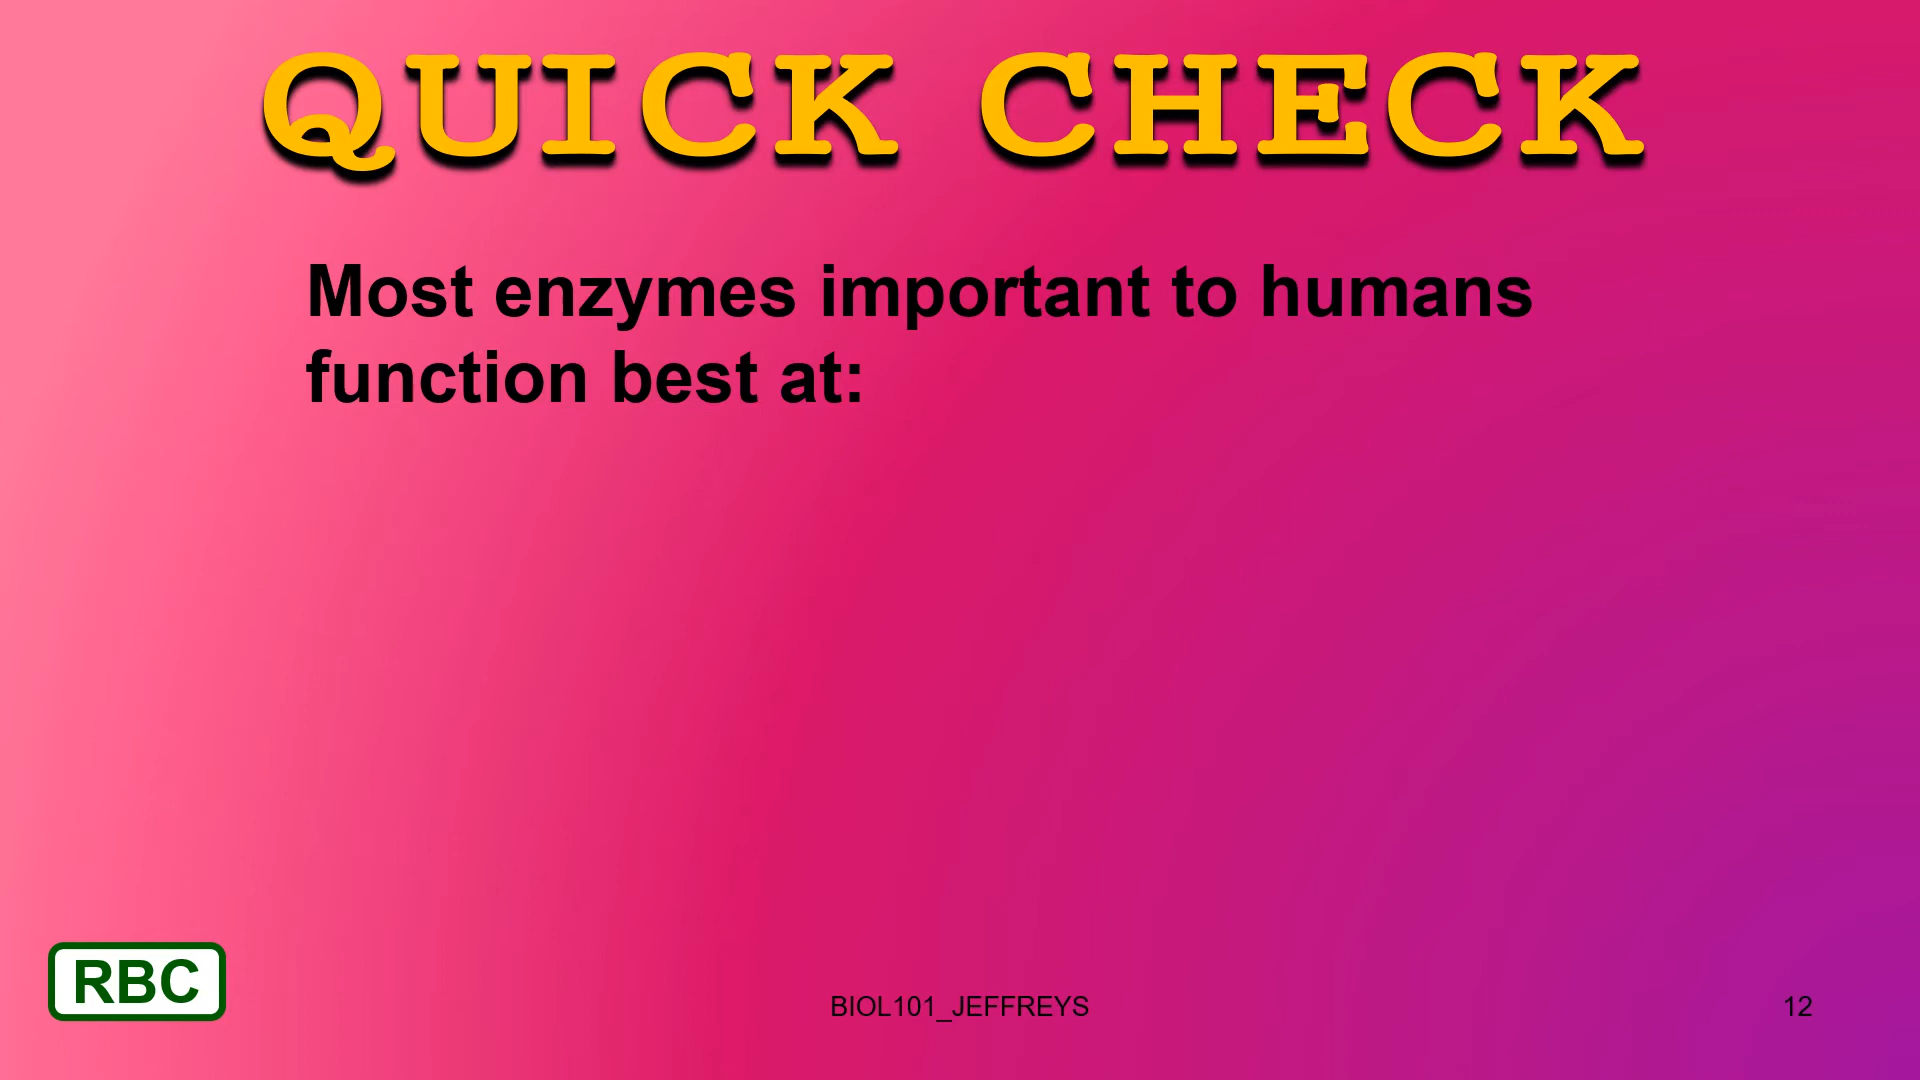 QUICK CHECK
Most enzymes important to humans
function best at:
RBC
BIOL101_JEFFREYS
12